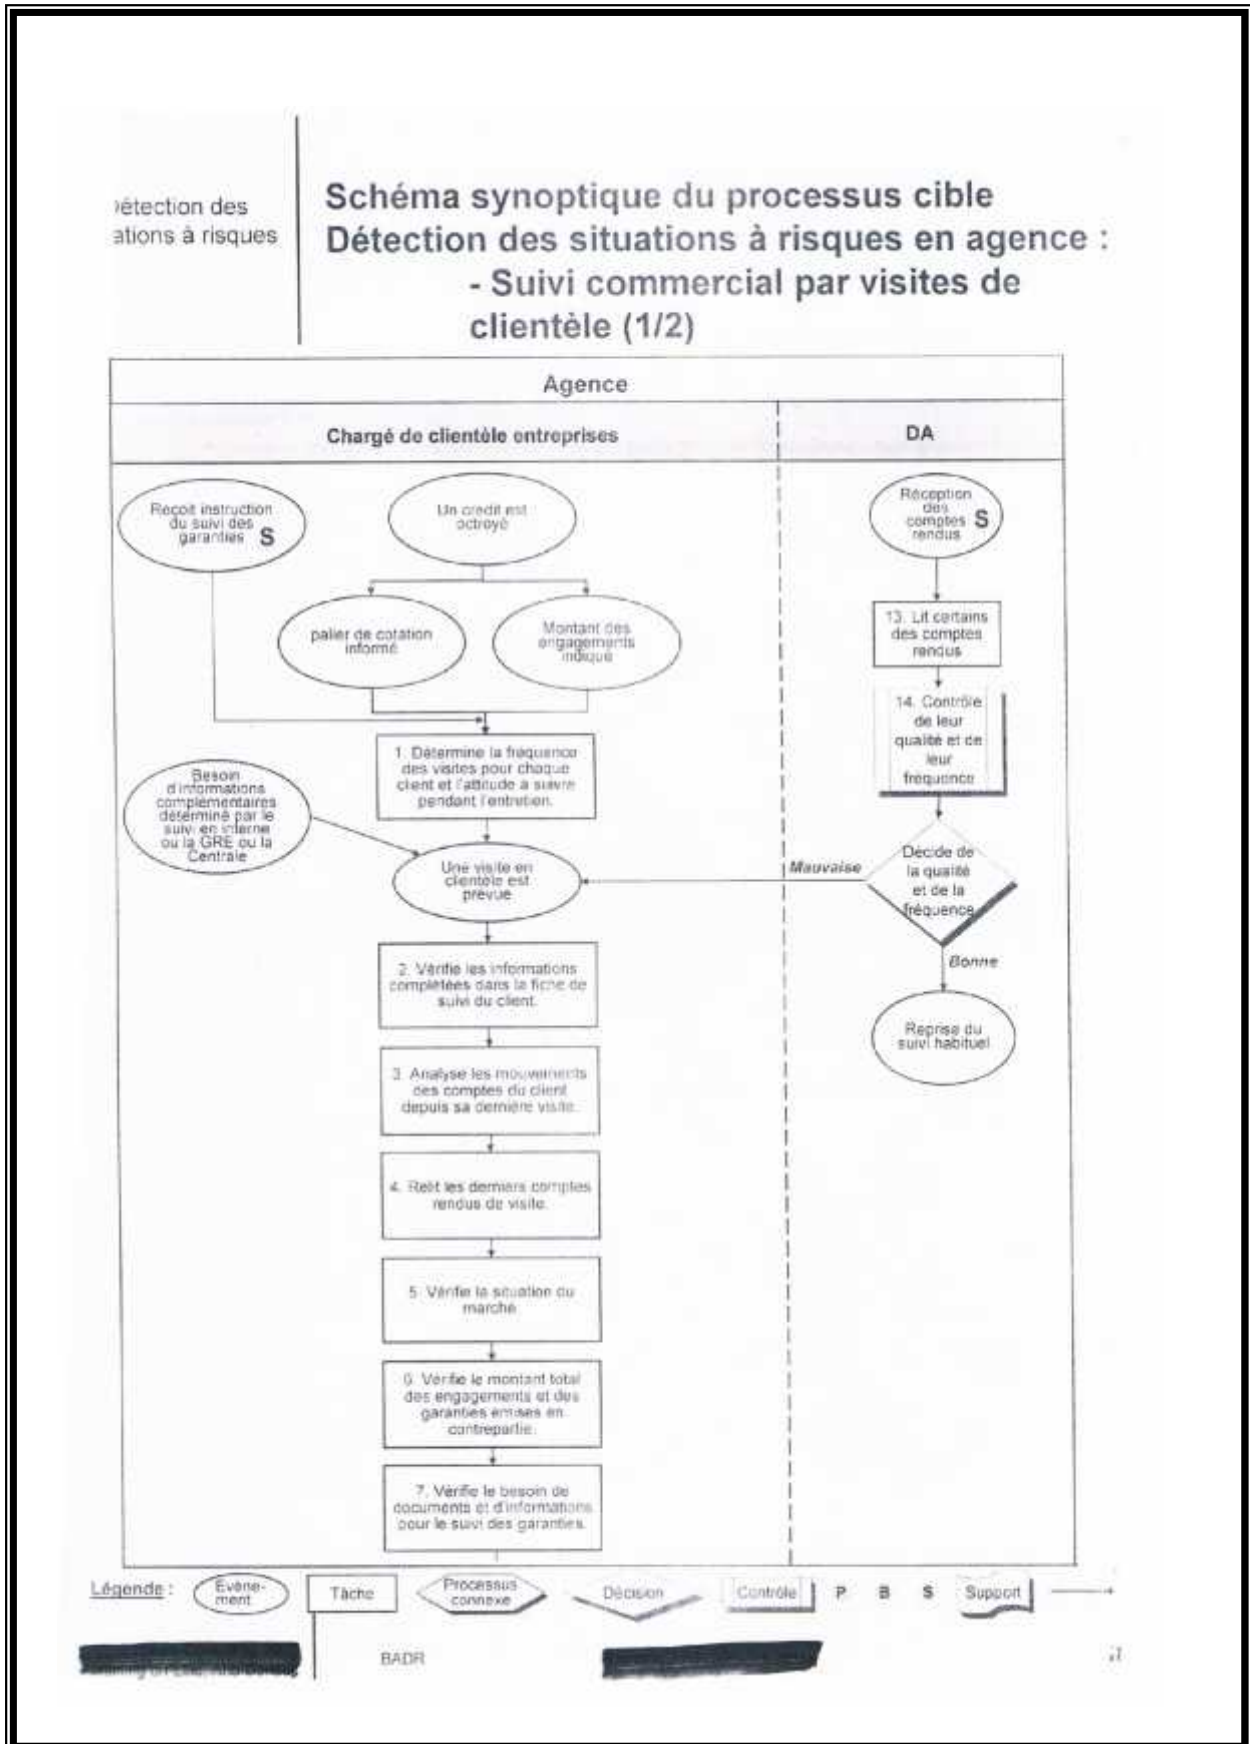 étection des
ations à risques
Schéma synoptique du processus cible
Détection des situations à risques en agence :
- Suivi commercial par visites de
clientèle (1/2)
Agence
Chargé de clientèle entreprises
DA
Reçoit instruction
du suivi des
garanties S
Un crédit est
octroyé
palier de cotation
informé
Montant des
engagements
indiqué
1. Détermine la fréquence
des visites pour chaque
client et l'attitude à suivre
pendant l'entretien.
Besoin
d'informations
complémentaires
déterminé par le
suivi en interne
ou la GRE ou la
Centrale
Une visite en
clientèle est
prévue
2. Vérifie les informations
complétées dans la fiche de
suivi du client.
3. Analyse les mouvements
des comptes du client
depuis sa dernière visite.
4. Relit les derniers comptes
rendus de visite.
5. Vérifie la situation du
marché
6. Vérifie le montant total
des engagements et des
garanties émises en
contrepartie.
7. Vérifie le besoin de
documents et d'informations
pour le suivi des garanties.
Réception
des
comptes S
rendus
13. Lit certains
des comptes
rendus
14. Contrôle
de leur
qualité et de
leur
fréquence
Mauvaise
Décide de
la qualité
et de la
fréquence
Bonne
Reprise du
suivi habituel
Légende :
Evène-
ment
Tâche
Processus
connexe
Décision
Contrôle
P B S
Support
BADR